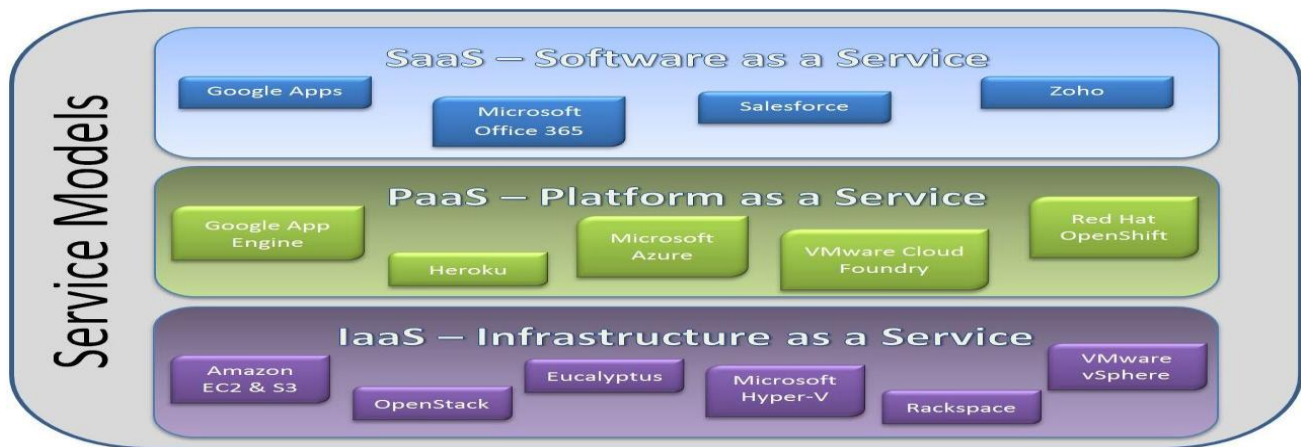 Service Models
SaaS – Software as a Service
Google Apps
Microsoft
Office 365
Salesforce
Zoho
PaaS – Platform as a Service
Google App
Engine
Heroku
Microsoft
Azure
VMware Cloud
Foundry
Red Hat
OpenShift
IaaS – Infrastructure as a Service
Amazon
EC2 & S3
OpenStack
Eucalyptus
Microsoft
Hyper-V
Rackspace
VMware
vSphere